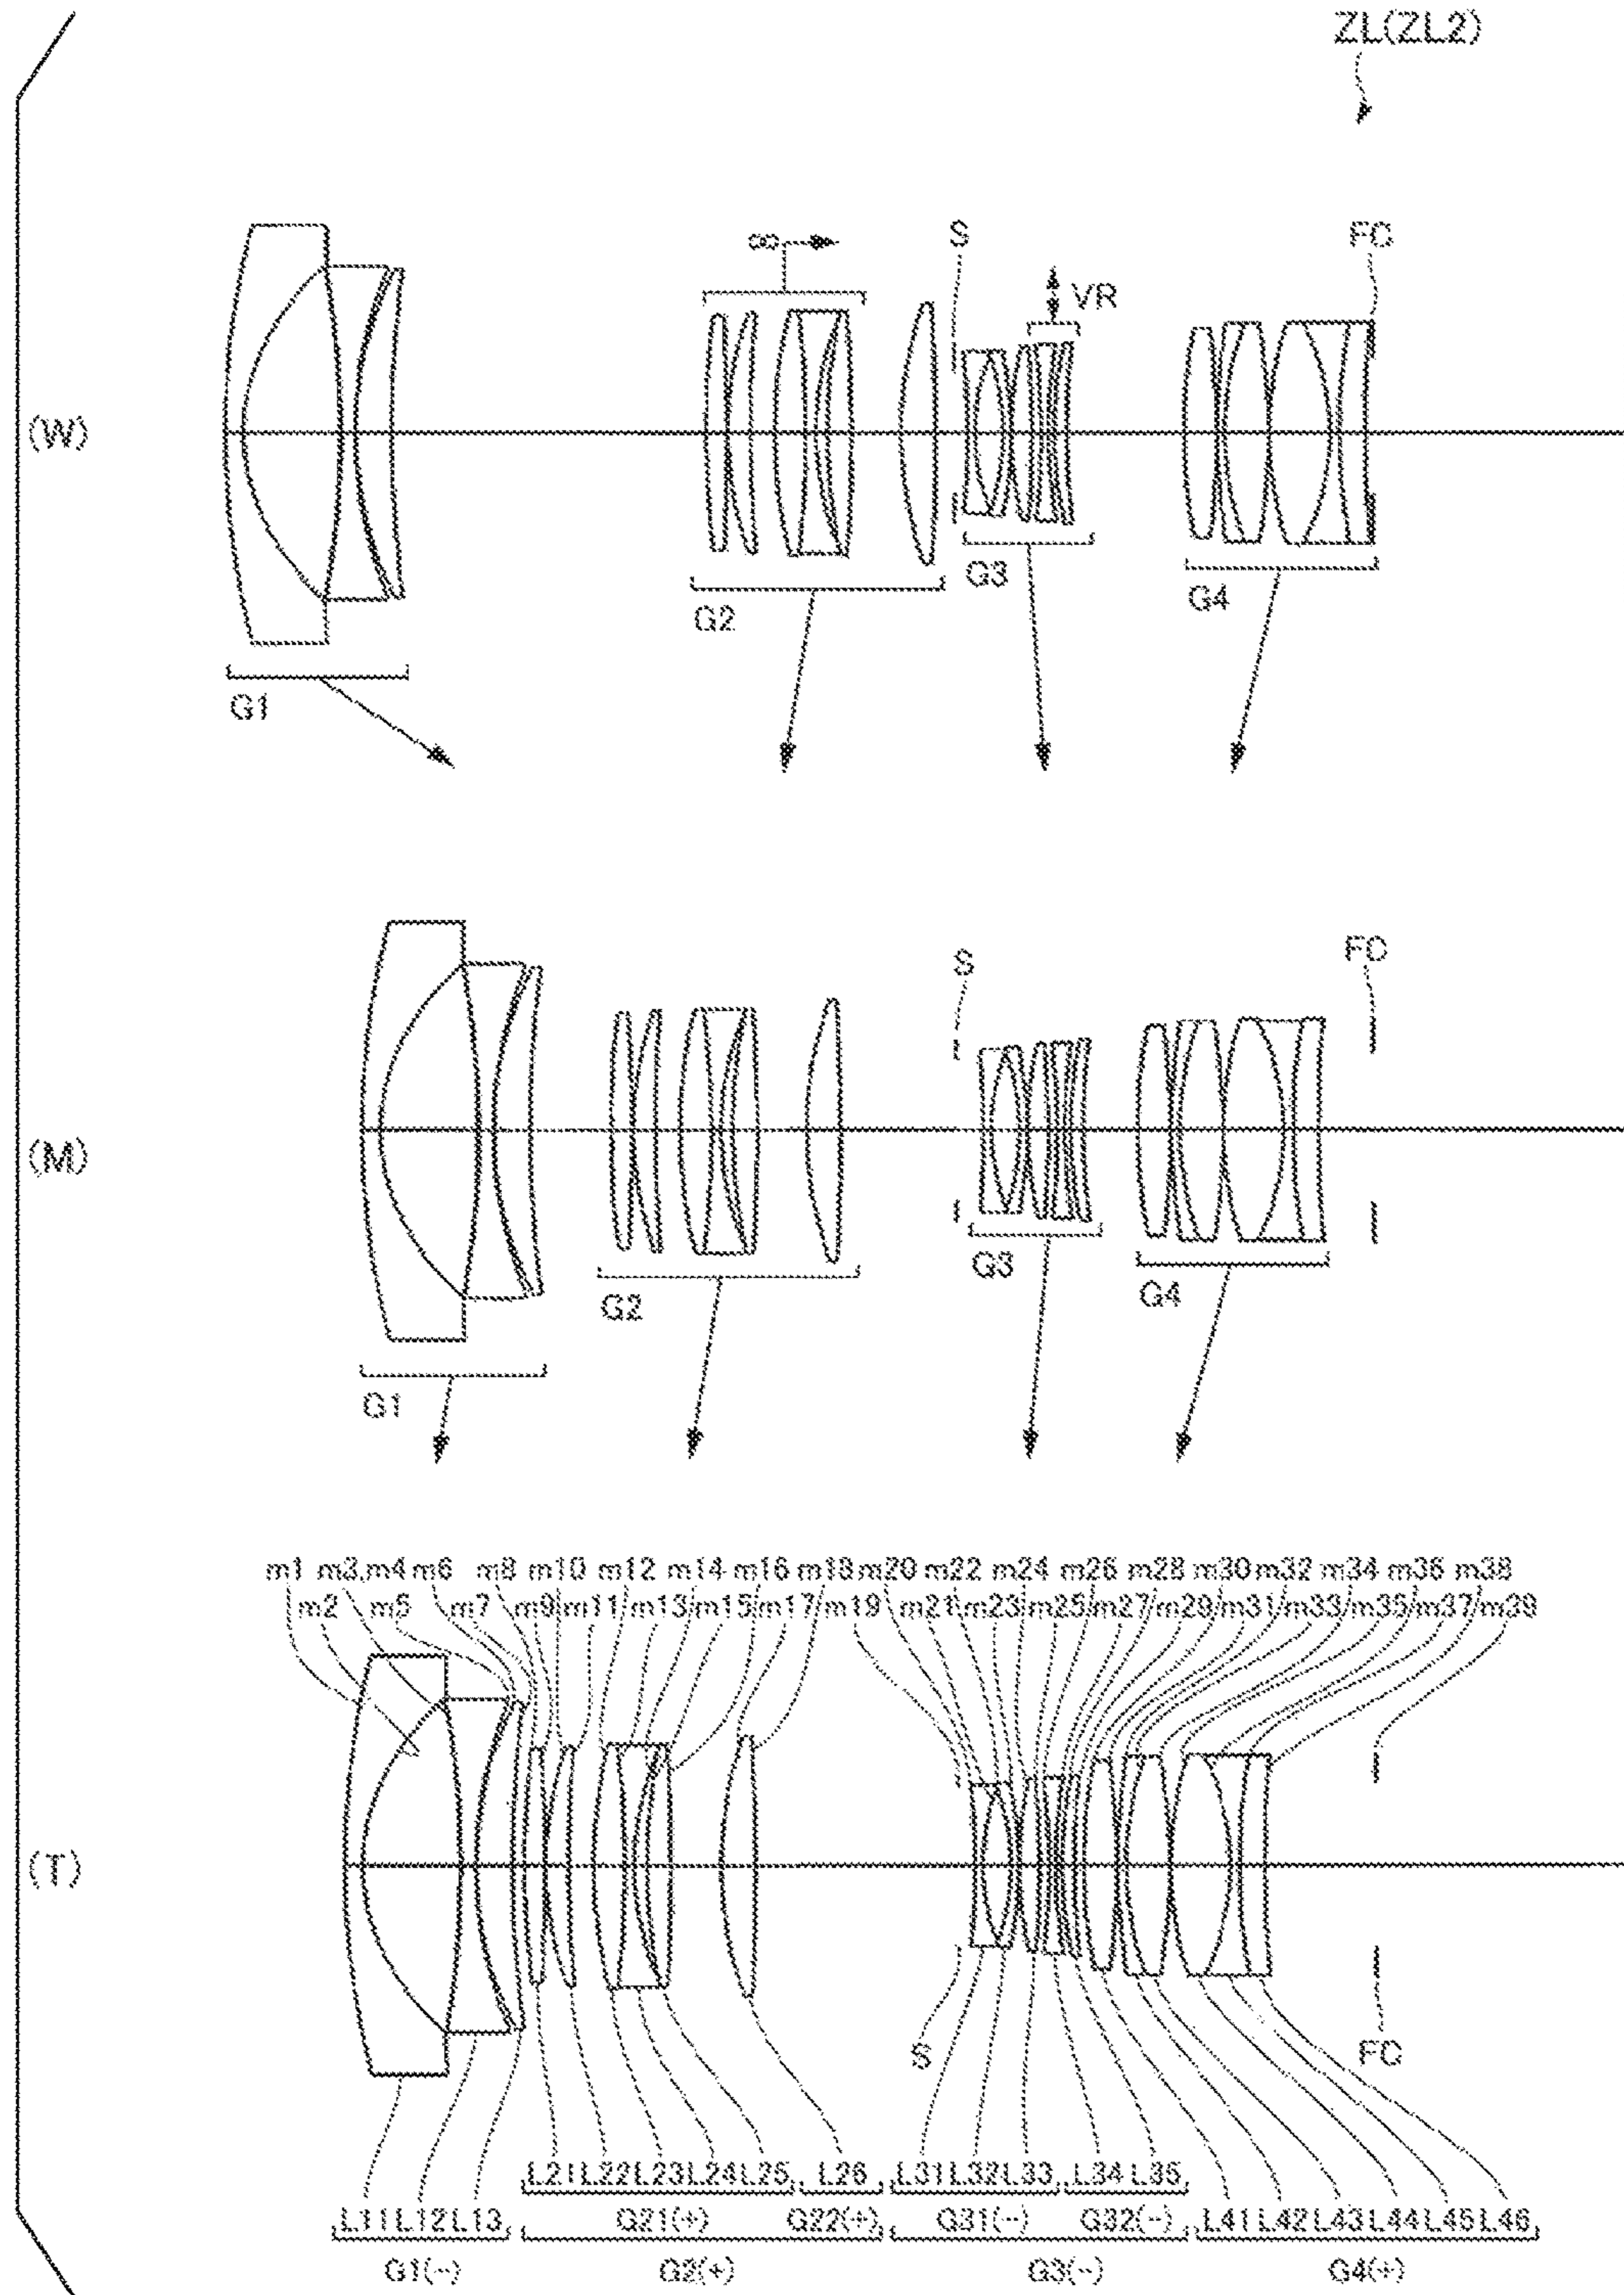 ZL(ZL2)
∞ S FC
VR
(W)
G3
G2 G4
G1
S FC
(M)
G3
G2 G4
G1
m1 m3 m4 m6 m8 m10 m12 m14 m16 m18 m20 m22 m24 m26 m28 m30 m32 m34 m36 m38
m2 m5 m7 m9 m11 m13 m15 m17 m19 m21 m23 m25 m27 m29 m31 m33 m35 m37 m39
(T)
S FC
L21 L22 L23 L24 L25 L26 L31 L32 L33 L34 L35
L11 L12 L13 G21(+) G22(+) G31(-) G32(-) L41 L42 L43 L44 L45 L46
G1(-) G2(+) G3(-) G4(+)